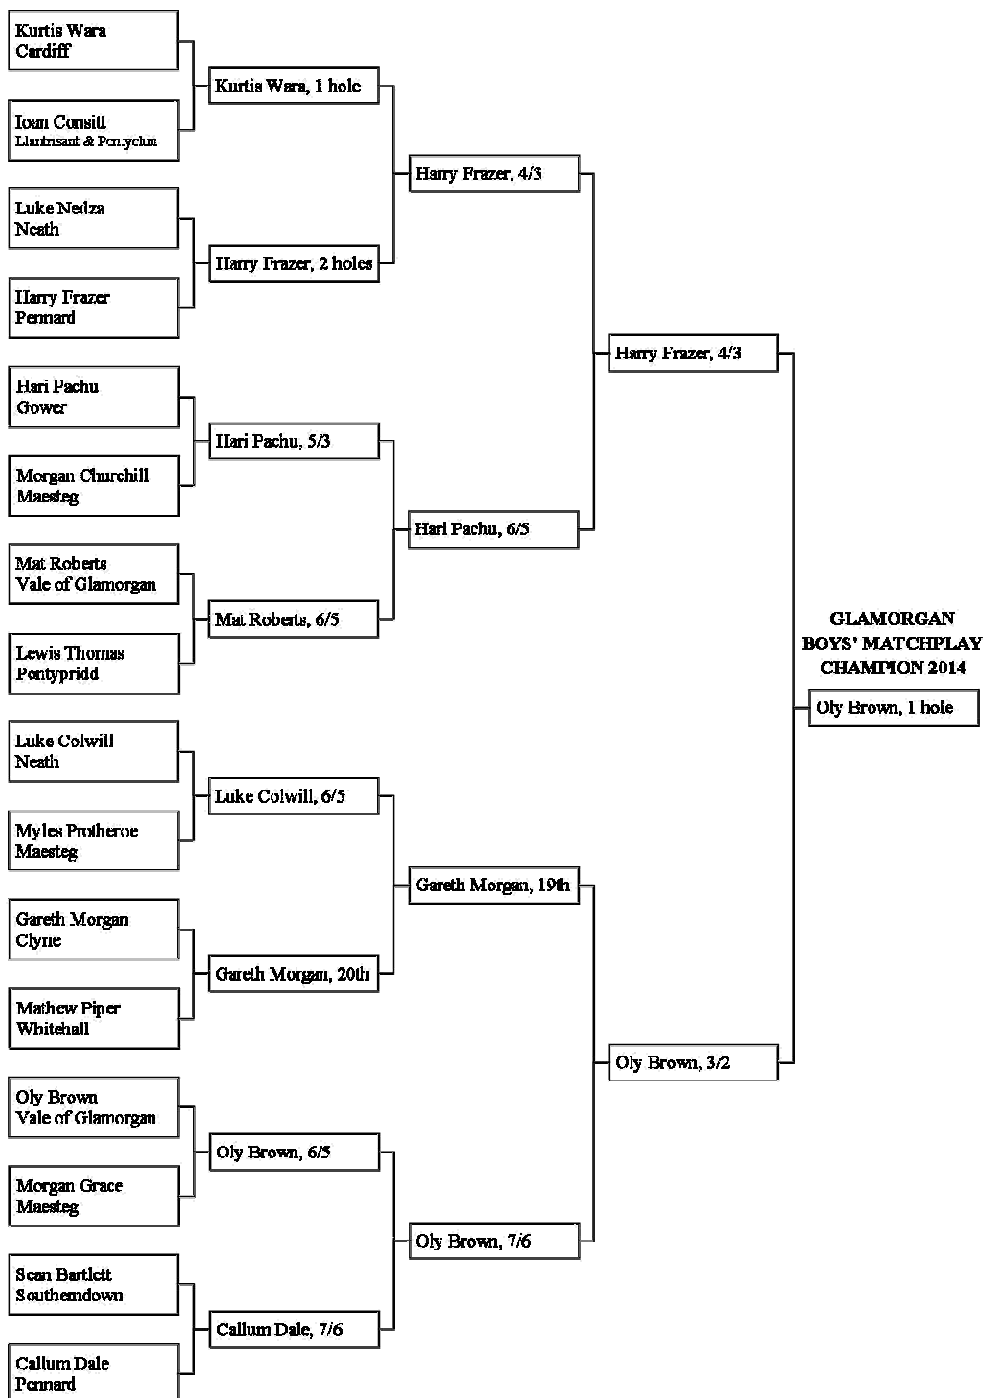 Kurtis Wara
Cardiff
Kurtis Wara, 1 hole
Ioan Consill
Llantrisant & Pontyclun
Harry Frazer, 4/3
Luke Nedza
Neath
Harry Frazer, 2 holes
Harry Frazer
Pennard
Harry Frazer, 4/3
Hari Pachu
Gower
Hari Pachu, 5/3
Morgan Churchill
Maesteg
Hari Pachu, 6/5
Mat Roberts
Vale of Glamorgan
Mat Roberts, 6/5
Lewis Thomas
Pontypridd
GLAMORGAN
BOYS' MATCHPLAY
CHAMPION 2014
Oly Brown, 1 hole
Luke Colwill
Neath
Luke Colwill, 6/5
Myles Protheroe
Maesteg
Gareth Morgan, 19th
Gareth Morgan
Clyne
Gareth Morgan, 20th
Mathew Piper
Whitehall
Oly Brown, 3/2
Oly Brown
Vale of Glamorgan
Oly Brown, 6/5
Morgan Grace
Maesteg
Oly Brown, 7/6
Sean Bartlett
Southerndown
Callum Dale, 7/6
Callum Dale
Pennard